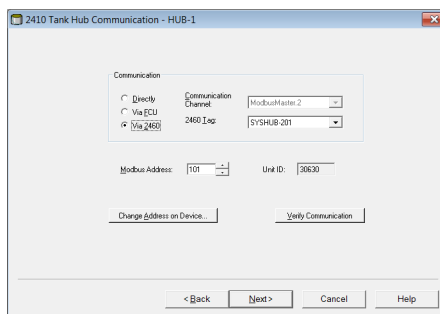 2410 Tank Hub Communication - HUB-1
Communication
Directly
Via FCU
Via 2460
Communication Channel:
ModbusMaster.2
2460 Tag:
SYSHUB-201
Modbus Address:
101
Unit ID:
30630
Change Address on Device...
Verify Communication
< Back
Next>
Cancel
Help